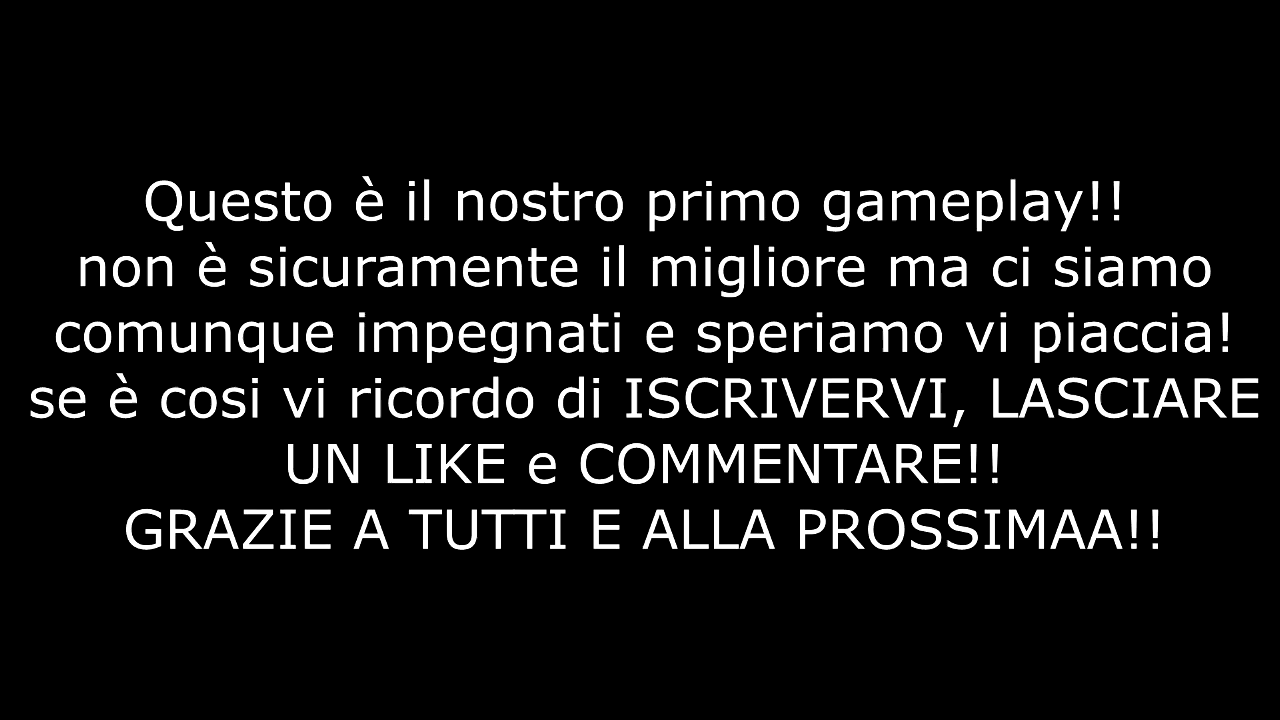 Questo è il nostro primo gameplay!!
non è sicuramente il migliore ma ci siamo
comunque impegnati e speriamo vi piaccia!
se è cosi vi ricordo di ISCRIVERVI, LASCIARE
UN LIKE e COMMENTARE!!
GRAZIE A TUTTI E ALLA PROSSIMAA!!